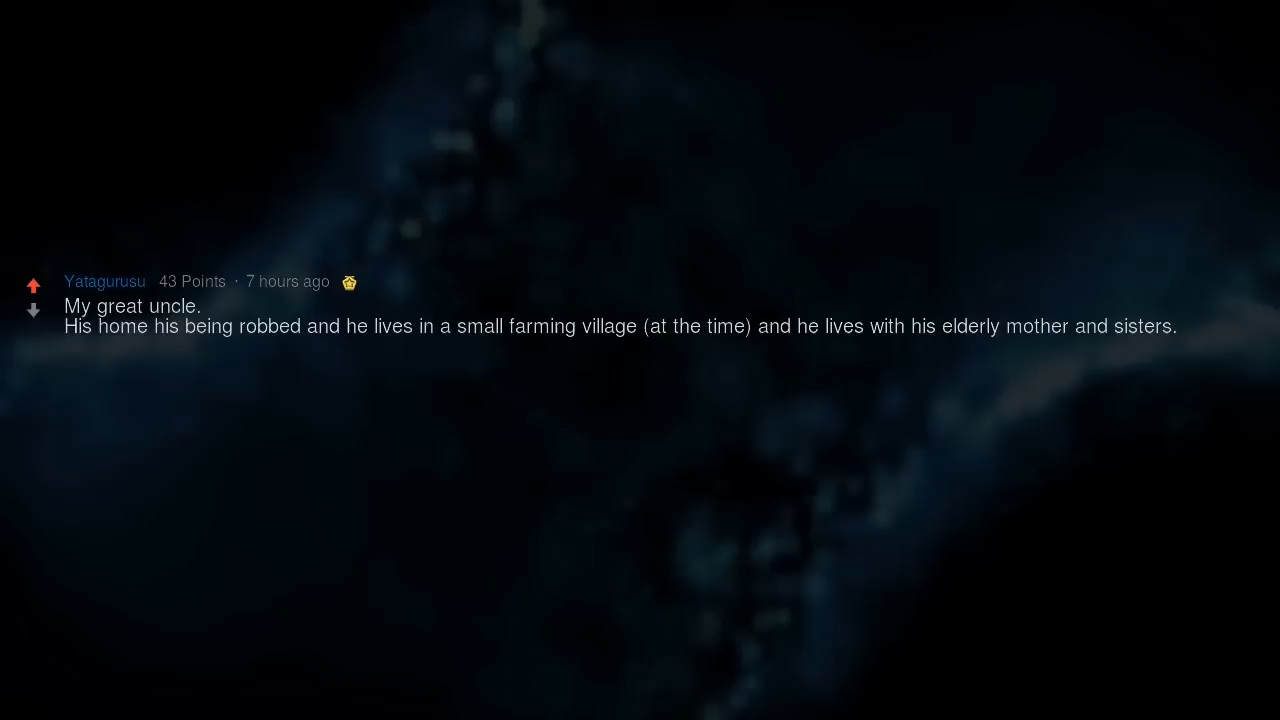 Yatagurusu 43 Points · 7 hours ago
My great uncle.
His home his being robbed and he lives in a small farming village (at the time) and he lives with his elderly mother and sisters.